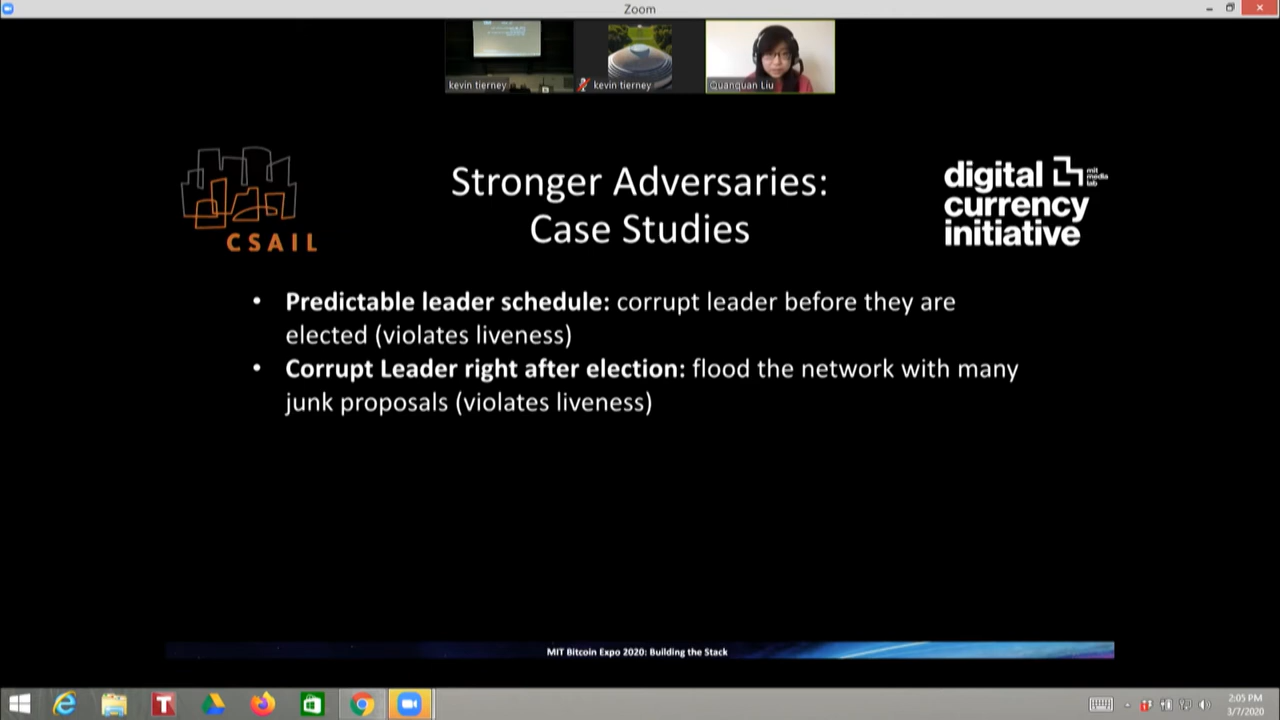 Zoom
kevin tierney
kevin tierney
Quanquan Liu
CSAIL
Stronger Adversaries:
Case Studies
digital
currency
initiative
mit
media
lab
• Predictable leader schedule: corrupt leader before they are
elected (violates liveness)
• Corrupt Leader right after election: flood the network with many
junk proposals (violates liveness)
MIT Bitcoin Expo 2020: Building the Stack
2:05 PM
3/7/2020